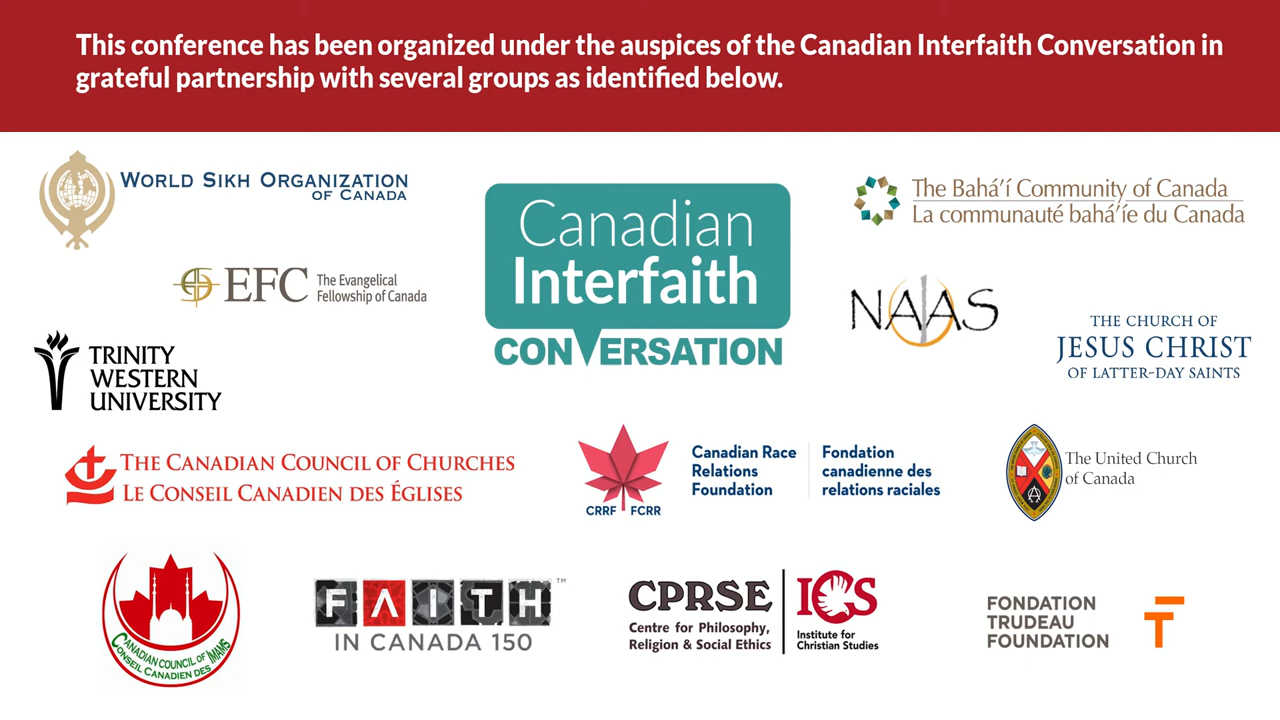 This conference has been organized under the auspices of the Canadian Interfaith Conversation in
grateful partnership with several groups as identified below.
WORLD SIKH ORGANIZATION
OF CANADA
Canadian
Interfaith
CONVERSATION
The Bahá'í Community of Canada
La communauté bahá'íe du Canada
EFC
The Evangelical
Fellowship of Canada
NAAS
THE CHURCH OF
JESUS CHRIST
OF LATTER-DAY SAINTS
TRINITY
WESTERN
UNIVERSITY
THE CANADIAN COUNCIL OF CHURCHES
LE CONSEIL CANADIEN DES ÉGLISES
CRRF FCRR
Canadian Race
Relations
Foundation
Fondation
canadienne des
relations raciales
The United Church
of Canada
CANADIAN COUNCIL OF IMAMS
CONSEIL CANADIEN DES
FAITH™
IN CANADA 150
CPRSE
Centre for Philosophy,
Religion & Social Ethics
ICS
Institute for
Christian Studies
FONDATION
TRUDEAU
FOUNDATION